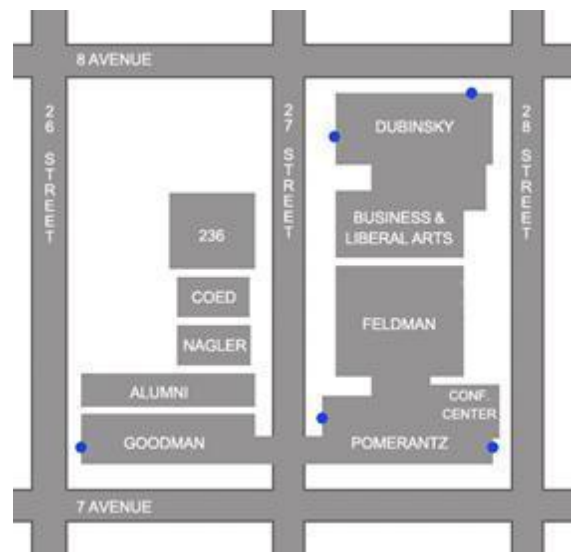 8 AVENUE
26 STREET
27 STREET
28 STREET
DUBINSKY
BUSINESS &
LIBERAL ARTS
236
COED
FELDMAN
NAGLER
ALUMNI
CONF.
CENTER
GOODMAN
POMERANTZ
7 AVENUE